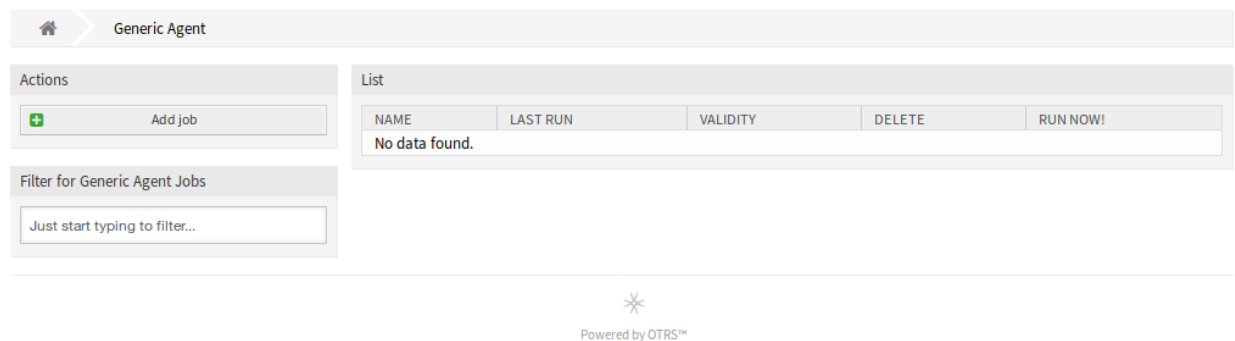 Generic Agent
Actions
Add job
Filter for Generic Agent Jobs
Just start typing to filter...
List
NAME LAST RUN VALIDITY DELETE RUN NOW!
No data found.
Powered by OTRS™